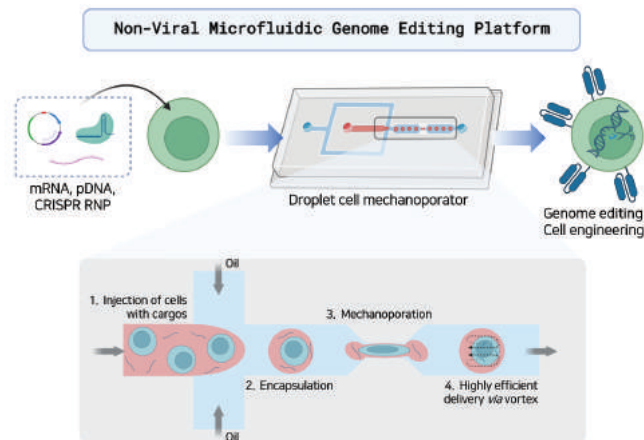 Non-Viral Microfluidic Genome Editing Platform
mRNA, pDNA,
CRISPR RNP
Droplet cell mechanoporator
Genome editing
Cell engineering
Oil
1. Injection of cells
with cargos
3. Mechanoporation
2. Encapsulation
4. Highly efficient
delivery via vortex
Oil